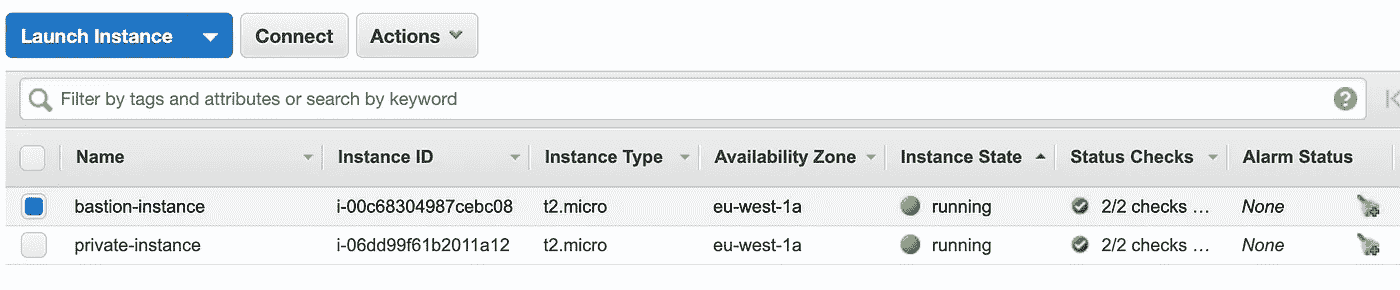 Launch Instance Connect Actions
Filter by tags and attributes or search by keyword ?
Name Instance ID Instance Type Availability Zone Instance State Status Checks Alarm Status
bastion-instance i-00c68304987cebc08 t2.micro eu-west-1a running 2/2 checks ... None
private-instance i-06dd99f61b2011a12 t2.micro eu-west-1a running 2/2 checks ... None